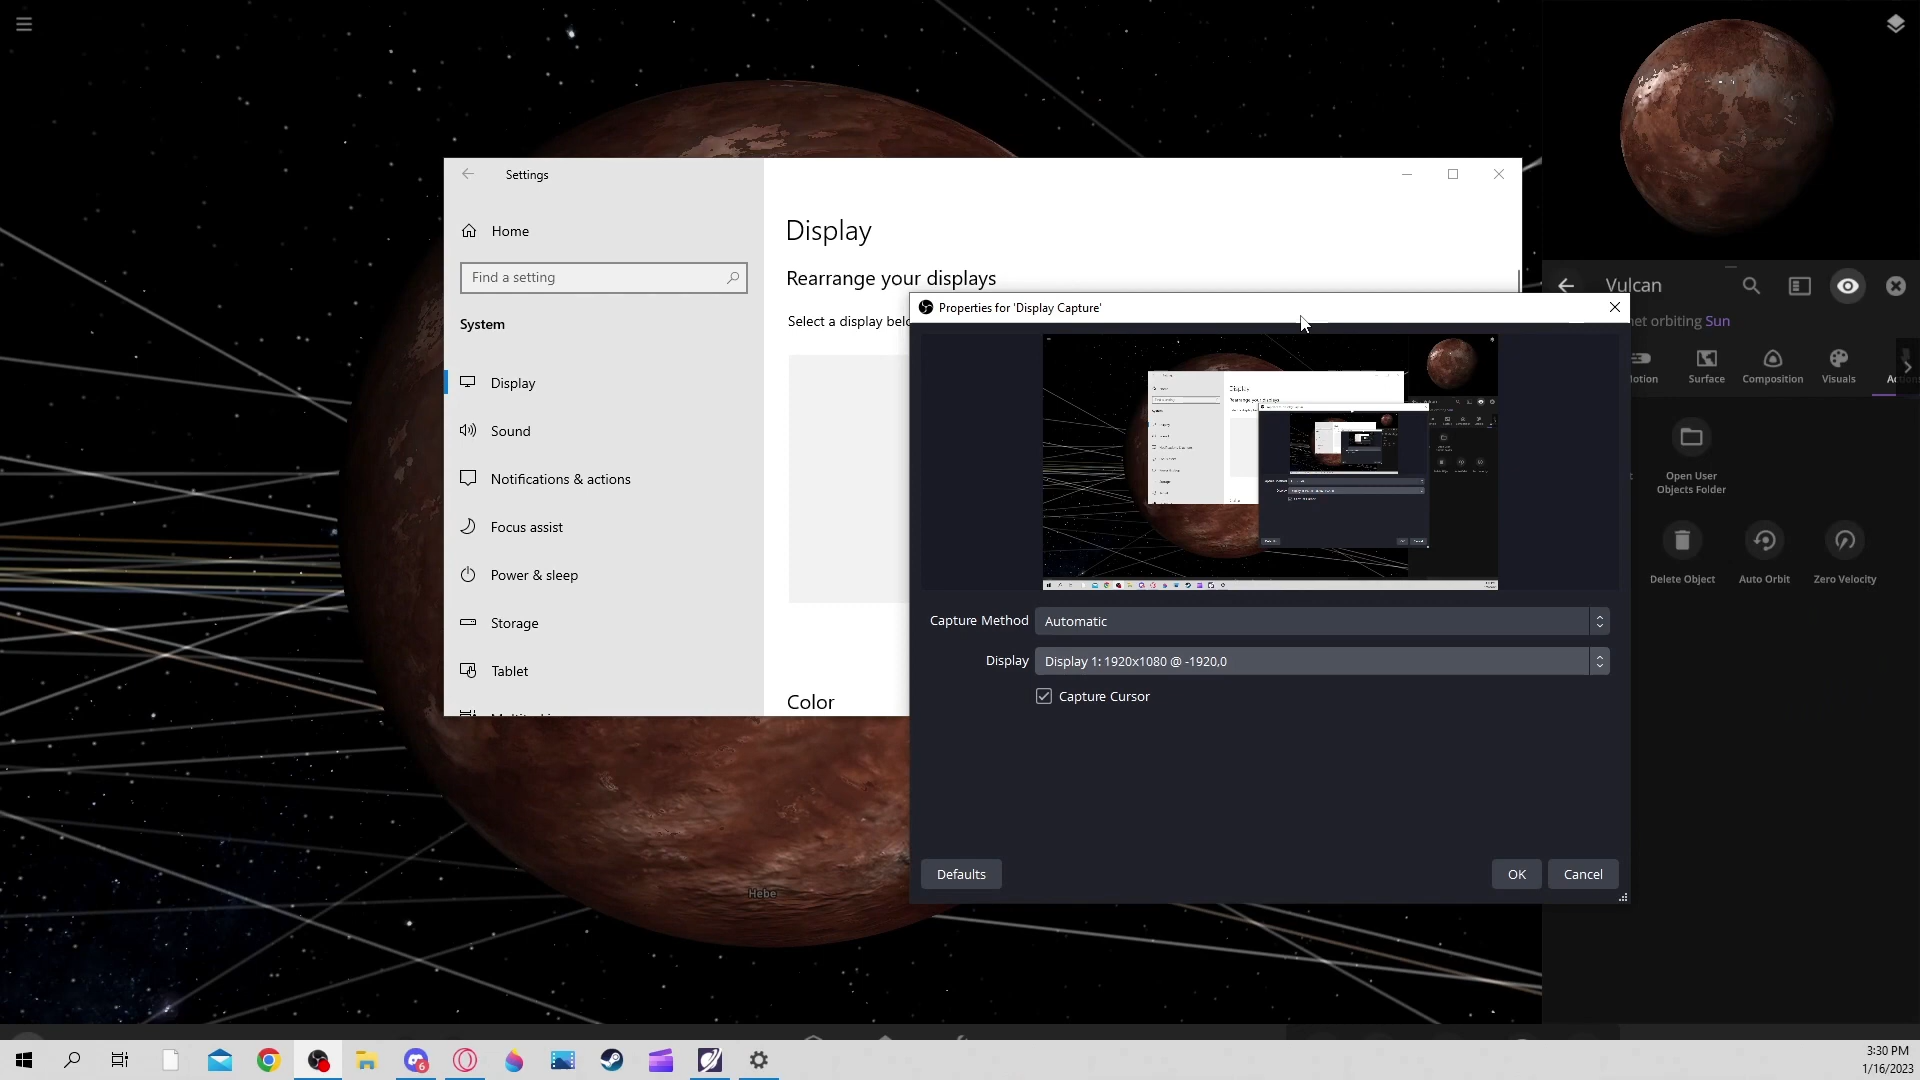 Settings
Home
Find a setting
System
Display
Sound
Notifications & actions
Focus assist
Power & sleep
Storage
Tablet
Display
Rearrange your displays
Select a display
Color
Properties for 'Display Capture'
Capture Method
Automatic
Display
Display 1: 1920x1080 @ -1920,0
Capture Cursor
Defaults
OK
Cancel
Vulcan
orbiting Sun
Surface
Composition
Visuals
Open User
Objects Folder
Delete Object
Auto Orbit
Zero Velocity
Hebe
6
3:30 PM
1/16/2023